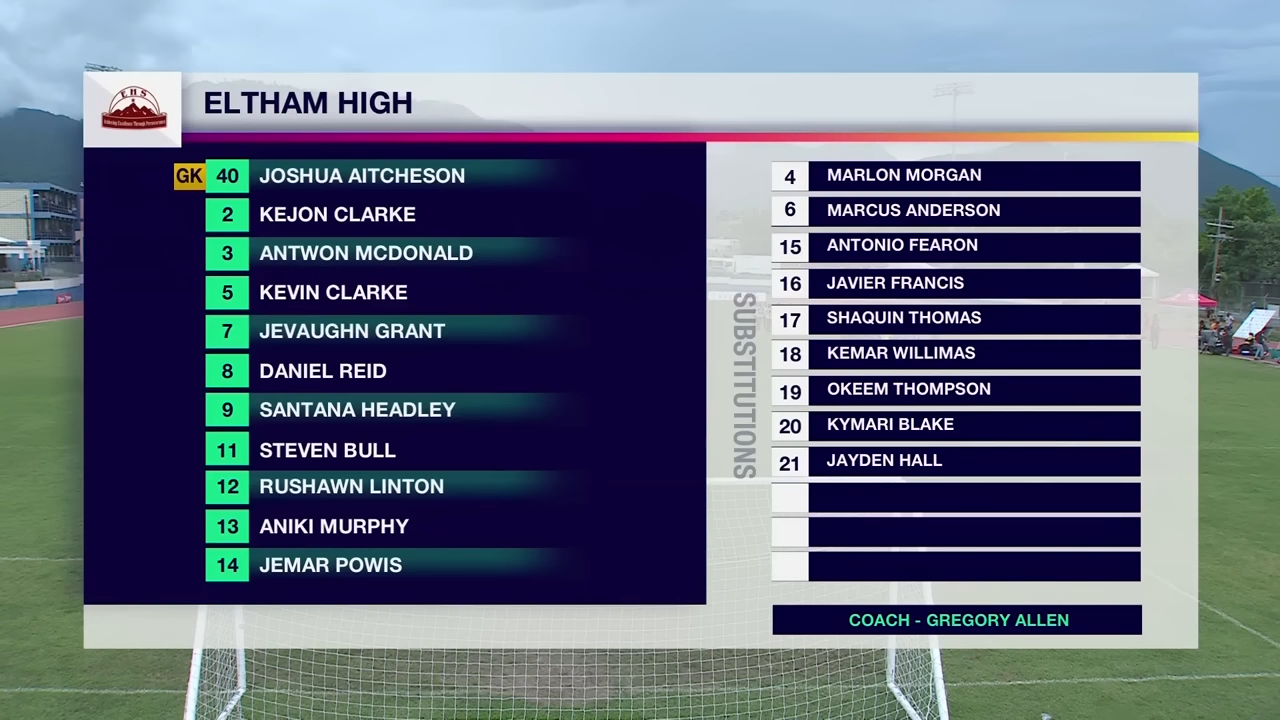 EHS
ELTHAM HIGH
GK 40 JOSHUA AITCHESON
2 KEJON CLARKE
3 ANTWON MCDONALD
5 KEVIN CLARKE
7 JEVAUGHN GRANT
8 DANIEL REID
9 SANTANA HEADLEY
11 STEVEN BULL
12 RUSHAWN LINTON
13 ANIKI MURPHY
14 JEMAR POWIS
SUBSTITUTIONS
4 MARLON MORGAN
6 MARCUS ANDERSON
15 ANTONIO FEARON
16 JAVIER FRANCIS
17 SHAQUIN THOMAS
18 KEMAR WILLIMAS
19 OKEEM THOMPSON
20 KYMARI BLAKE
21 JAYDEN HALL
COACH - GREGORY ALLEN